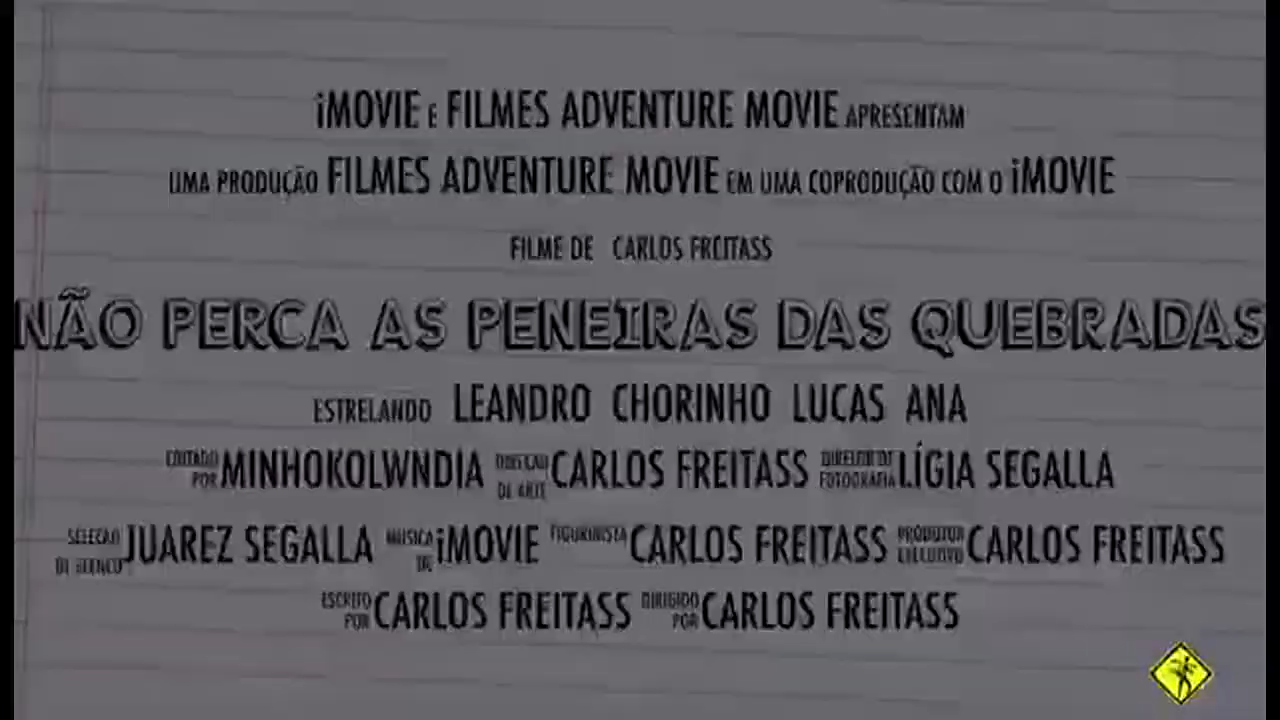 iMOVIE E FILMES ADVENTURE MOVIE APRESENTAM
UMA PRODUÇÃO FILMES ADVENTURE MOVIE EM UMA COPRODUÇÃO COM O iMOVIE
FILME DE CARLOS FREITASS
NÃO PERCA AS PENEIRAS DAS QUEBRADAS
ESTRELANDO LEANDRO CHORINHO LUCAS ANA
EDITADO POR MINHOKOLWNDIA DIREÇÃO DE ARTE CARLOS FREITASS DIRETOR DE FOTOGRAFIA LÍGIA SEGALLA
SELEÇÃO DE ELENCO JUAREZ SEGALLA MÚSICA DE iMOVIE FIGURINISTA CARLOS FREITASS PRODUTOR EXECUTIVO CARLOS FREITASS
ESCRITO POR CARLOS FREITASS DIRIGIDO POR CARLOS FREITASS